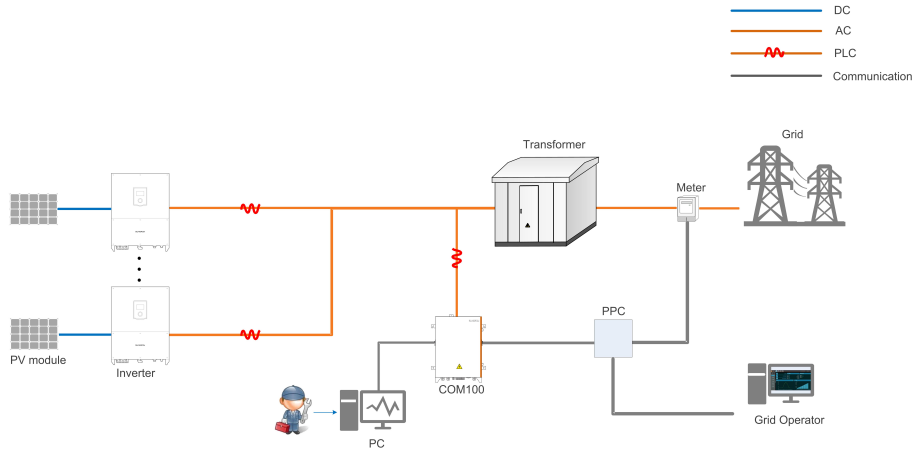 DC
AC
PLC
Communication
Transformer
Grid
Meter
PPC
PV module
Inverter
COM100
PC
Grid Operator